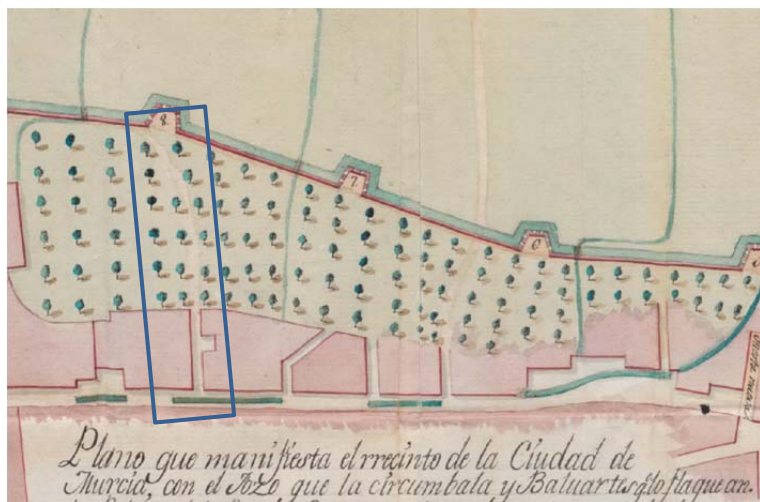 8
7
6
Plano que manifiesta el rrecinto de la Ciudad de
Murcia, con el Fozo que la circumbala y Baluartes q̃ lo flaquean.